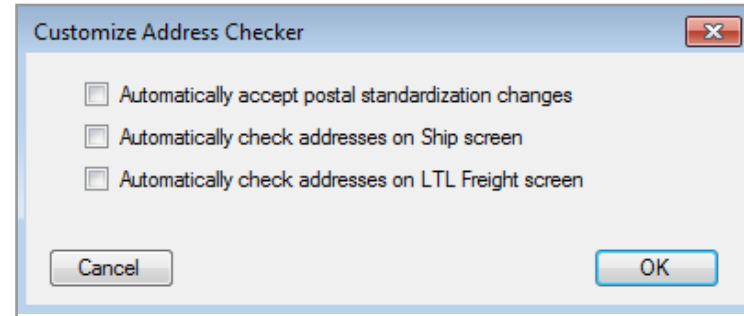 Customize Address Checker
Automatically accept postal standardization changes
Automatically check addresses on Ship screen
Automatically check addresses on LTL Freight screen
Cancel
OK